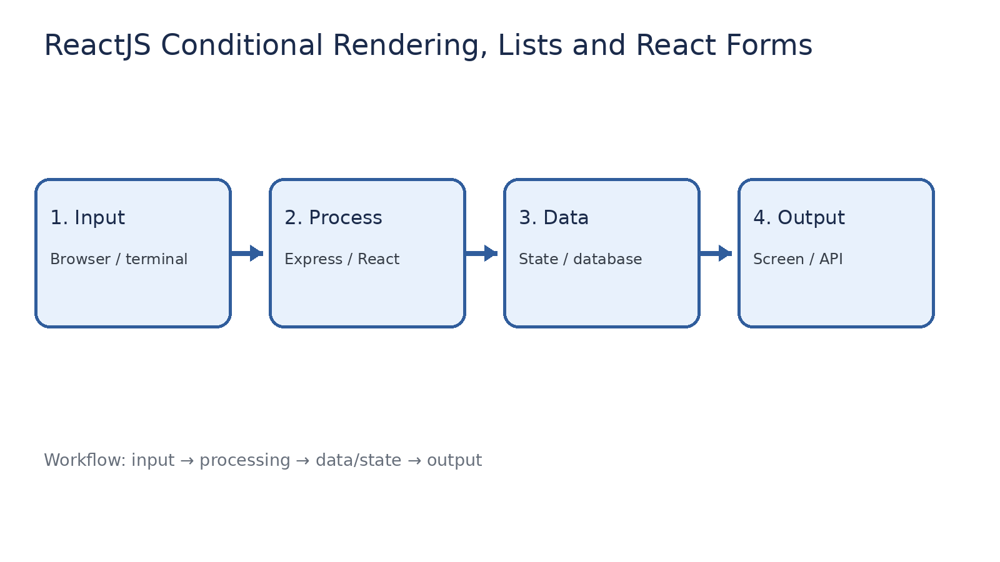 ReactJS Conditional Rendering, Lists and React Forms
1. Input
Browser / terminal
2. Process
Express / React
3. Data
State / database
4. Output
Screen / API
Workflow: input → processing → data/state → output